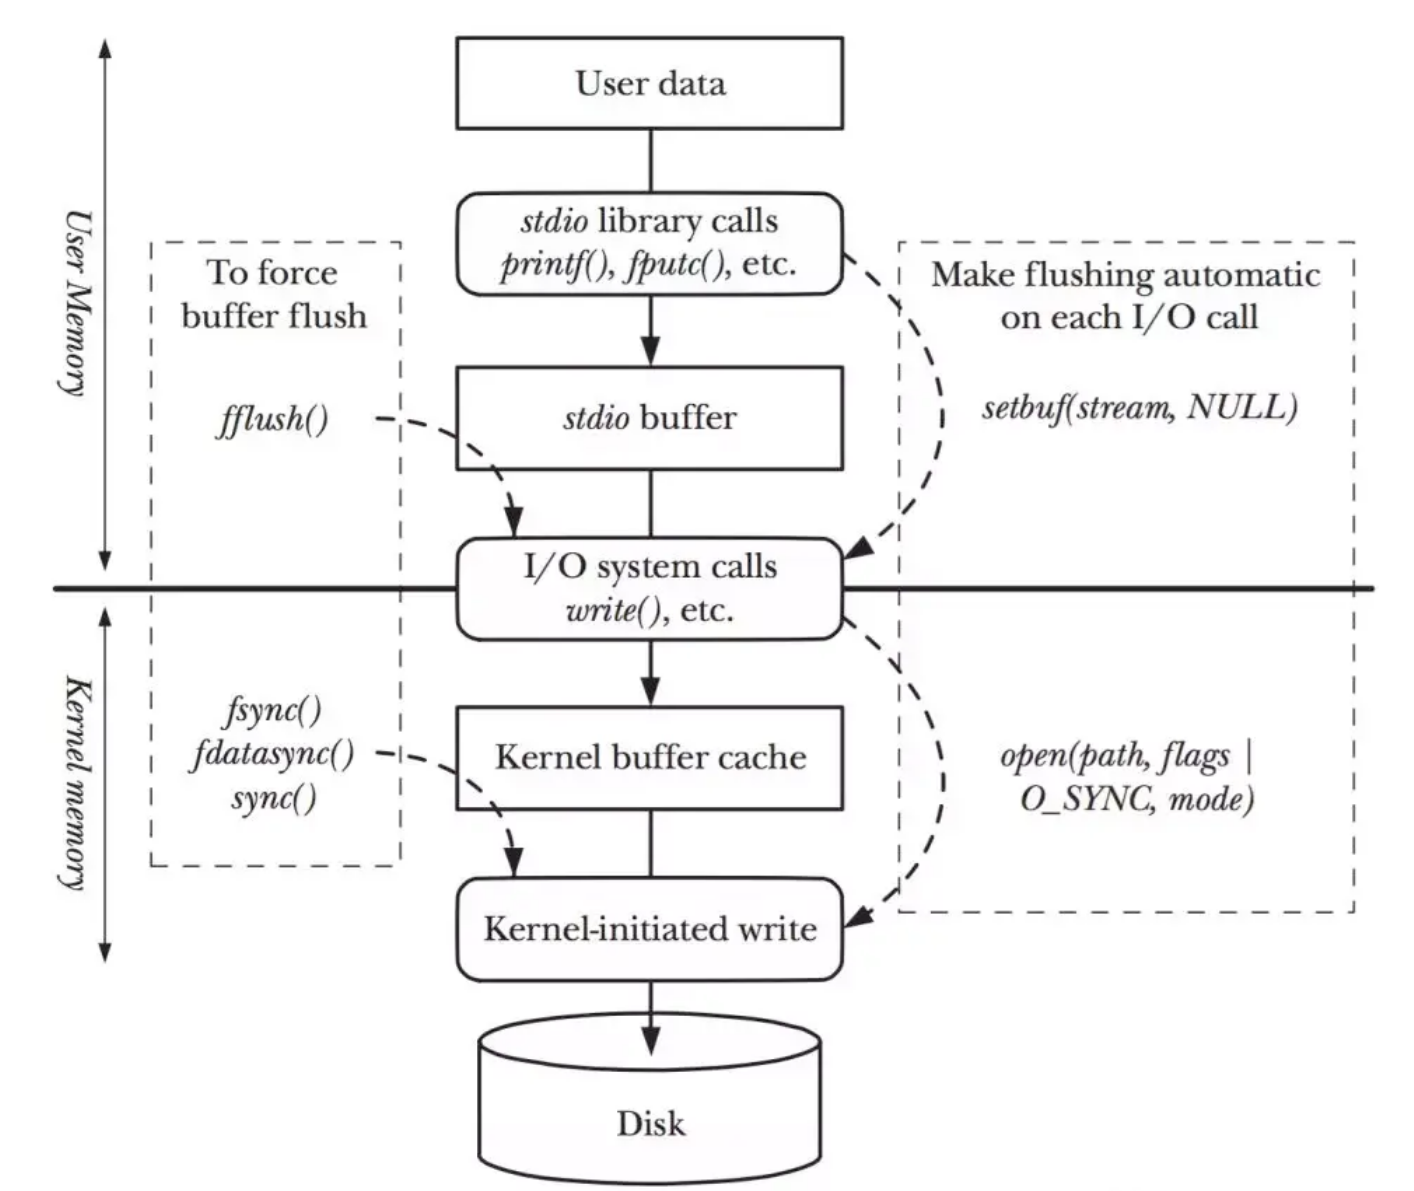 User data
stdio library calls
printf(), fputc(), etc.
User Memory
To force
buffer flush
fflush()
Make flushing automatic
on each I/O call
setbuf(stream, NULL)
stdio buffer
I/O system calls
write(), etc.
Kernel memory
fsync()
fdatasync()
sync()
Kernel buffer cache
open(path, flags |
O_SYNC, mode)
Kernel-initiated write
Disk